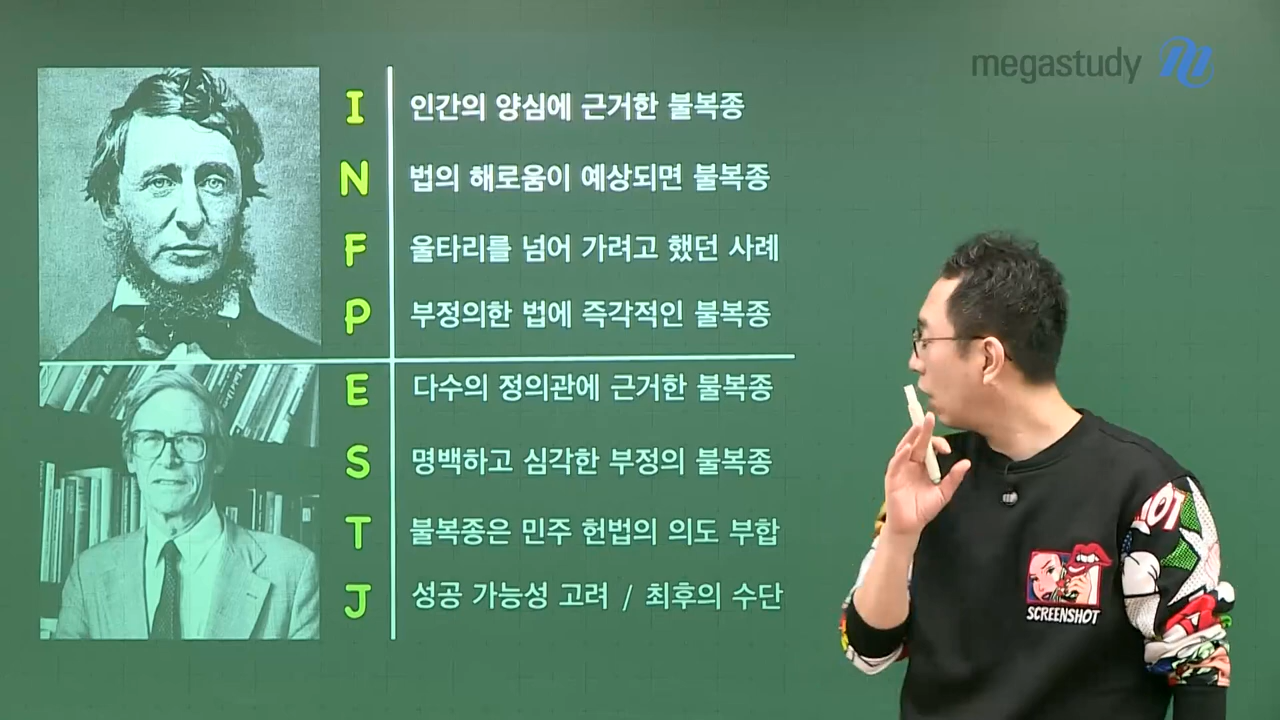 megastudy
I 인간의 양심에 근거한 불복종
N 법의 해로움이 예상되면 불복종
F 울타리를 넘어 가려고 했던 사례
P 부정의한 법에 즉각적인 불복종
E 다수의 정의관에 근거한 불복종
S 명백하고 심각한 부정의 불복종
T 불복종은 민주 헌법의 의도 부합
J 성공 가능성 고려 / 최후의 수단
SCREENSHOT